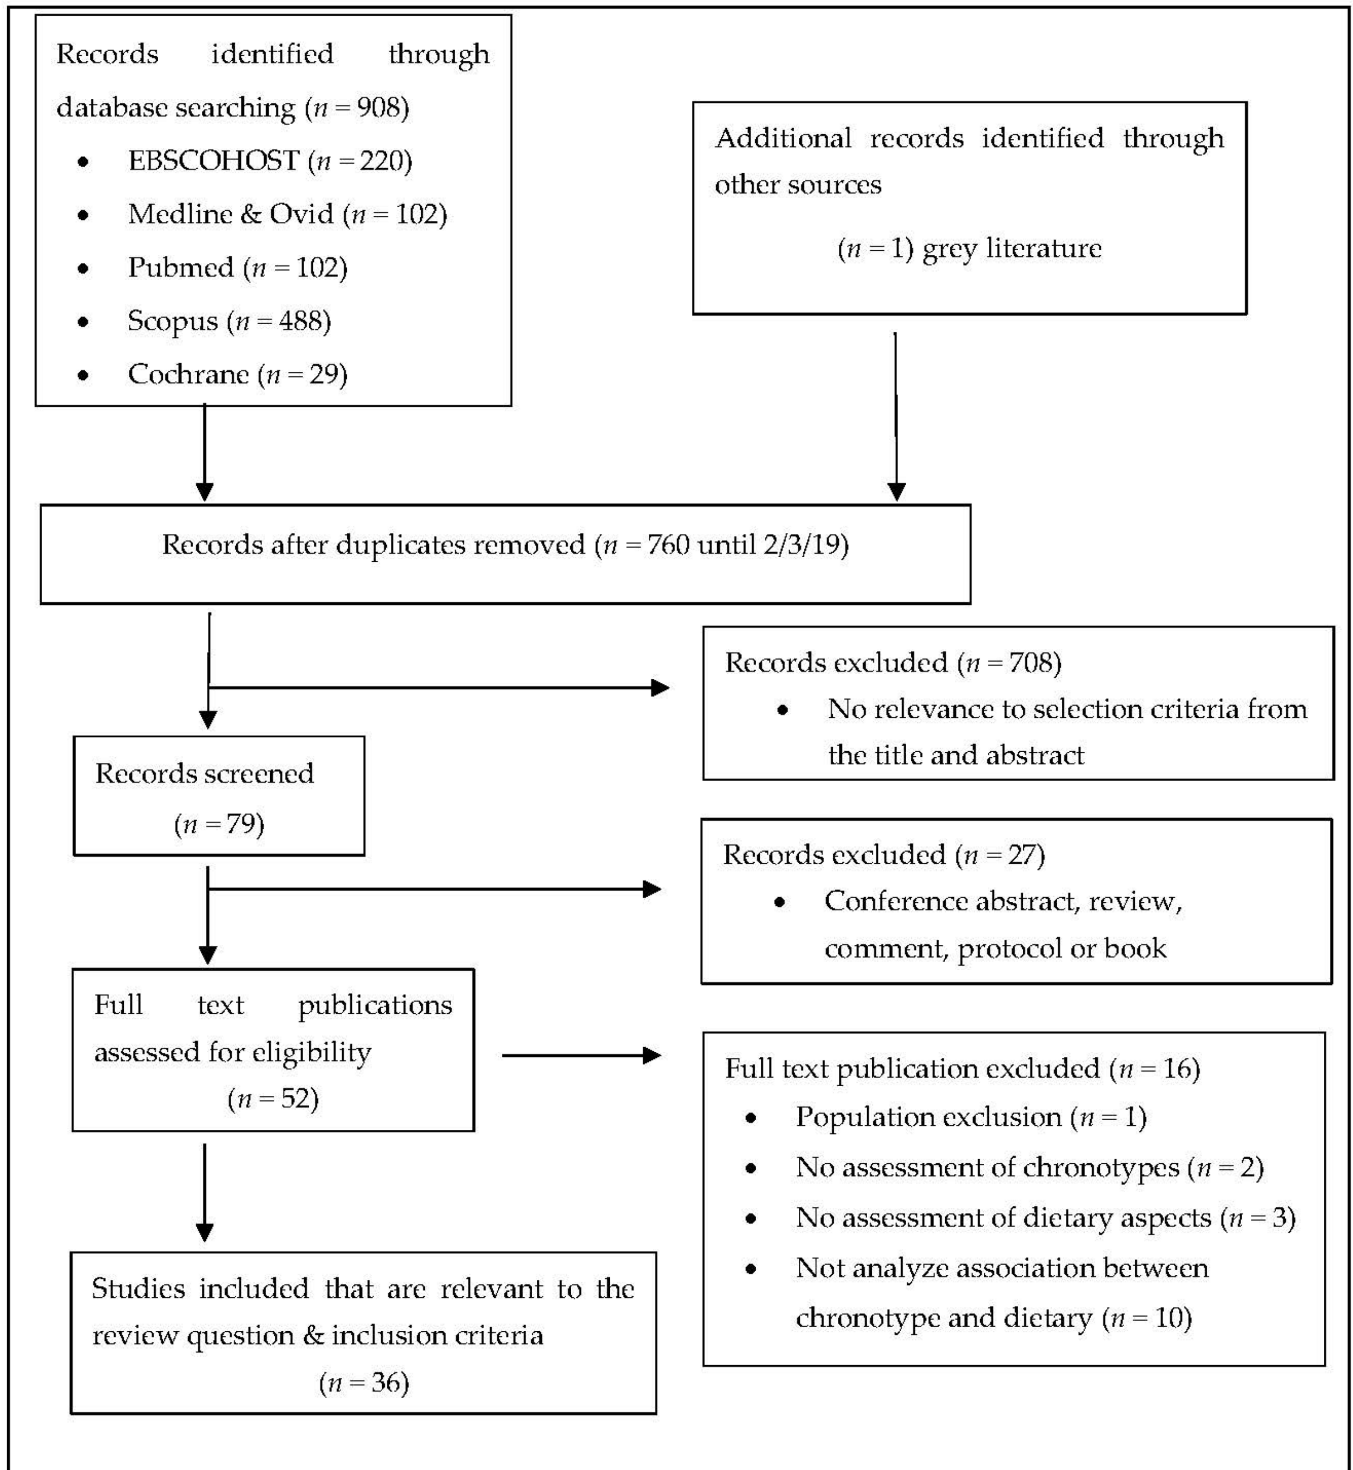 Records identified through
database searching (n = 908)
• EBSCOHOST (n = 220)
• Medline & Ovid (n = 102)
• Pubmed (n = 102)
• Scopus (n = 488)
• Cochrane (n = 29)
Additional records identified through
other sources
(n = 1) grey literature
Records after duplicates removed (n = 760 until 2/3/19)
Records excluded (n = 708)
• No relevance to selection criteria from
the title and abstract
Records screened
(n = 79)
Records excluded (n = 27)
• Conference abstract, review,
comment, protocol or book
Full text publications
assessed for eligibility
(n = 52)
Full text publication excluded (n = 16)
• Population exclusion (n = 1)
• No assessment of chronotypes (n = 2)
• No assessment of dietary aspects (n = 3)
• Not analyze association between
chronotype and dietary (n = 10)
Studies included that are relevant to the
review question & inclusion criteria
(n = 36)